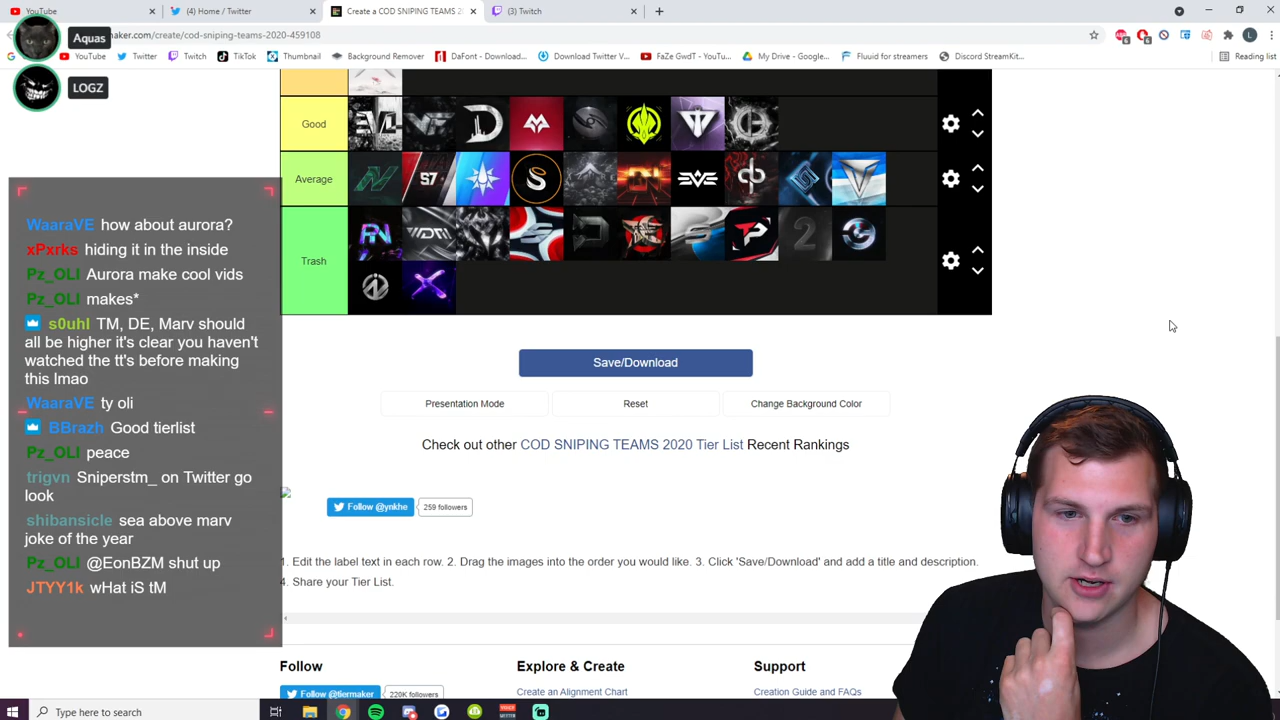 YouTube
(4) Home / Twitter
Create a COD SNIPING TEAMS 2
(3) Twitch
Aquas
aker.com/create/cod-sniping-teams-2020-459108
YouTube
Twitter
Twitch
TikTok
Thumbnail
Background Remover
DaFont - Download...
Download Twitter V...
FaZe GwdT - YouTu...
My Drive - Google...
Fluuid for streamers
Discord StreamKit...
Reading list
LOGZ
Good
Average
S7
S
Trash
2
WaaraVE how about aurora?
xPxrks hiding it in the inside
Pz_OLI Aurora make cool vids
Pz_OLI makes*
s0uhl TM, DE, Marv should
all be higher it's clear you haven't
watched the tt's before making
this lmao
WaaraVE ty oli
BBrazh Good tierlist
Pz_OLI peace
trigvn Sniperstm_ on Twitter go
look
shibansicle sea above marv
joke of the year
Pz_OLI @EonBZM shut up
JTYY1k wHat iS tM
Save/Download
Presentation Mode
Reset
Change Background Color
Check out other COD SNIPING TEAMS 2020 Tier List Recent Rankings
Follow @ynkhe
259 followers
1. Edit the label text in each row. 2. Drag the images into the order you would like. 3. Click 'Save/Download' and add a title and description.
4. Share your Tier List.
Follow
Explore & Create
Support
Follow @tiermaker
220K followers
Create an Alignment Chart
Creation Guide and FAQs
Type here to search